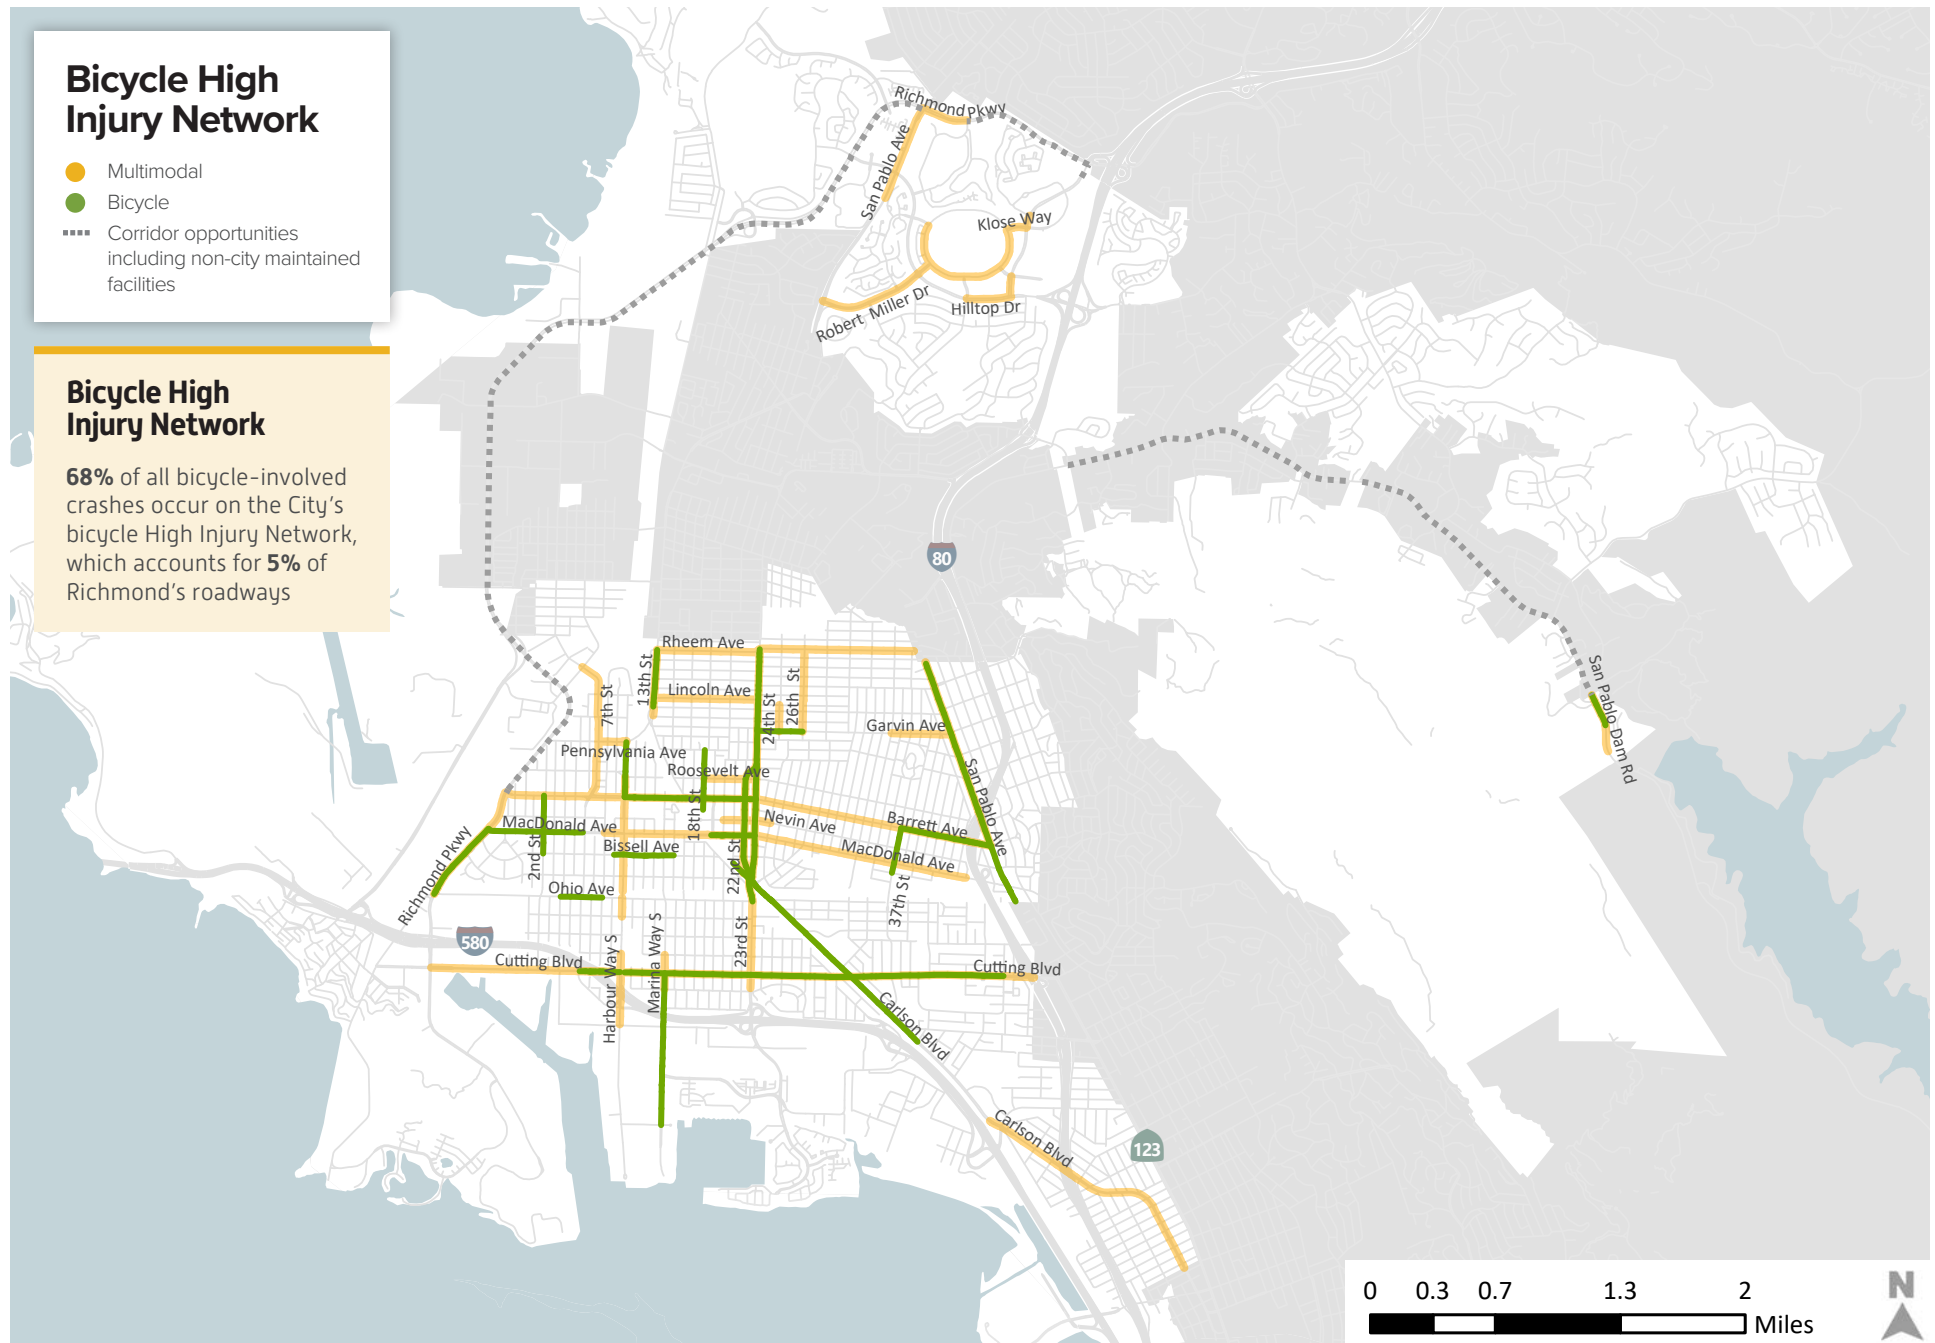 Bicycle High
Injury Network
Multimodal
Bicycle
Corridor opportunities
including non-city maintained
facilities
Bicycle High
Injury Network
68% of all bicycle-involved
crashes occur on the City's
bicycle High Injury Network,
which accounts for 5% of
Richmond's roadways
Richmond Pkwy
San Pablo Ave
Klose Way
Robert Miller Dr
Hilltop Dr
80
Rheem Ave
13th St
Lincoln Ave
7th St
24th St
26th St
Garvin Ave
Pennsylvania Ave
Roosevelt Ave
San Pablo Ave
San Pablo Dam Rd
18th St
Nevin Ave
Barrett Ave
MacDonald Ave
MacDonald Ave
Bissell Ave
2nd St
22nd St
Richmond Pkwy
Ohio Ave
37th St
580
Harbour Way S
Marina Way S
23rd St
Cutting Blvd
Cutting Blvd
Carlson Blvd
Carlson Blvd
123
0 0.3 0.7 1.3 2
Miles
N